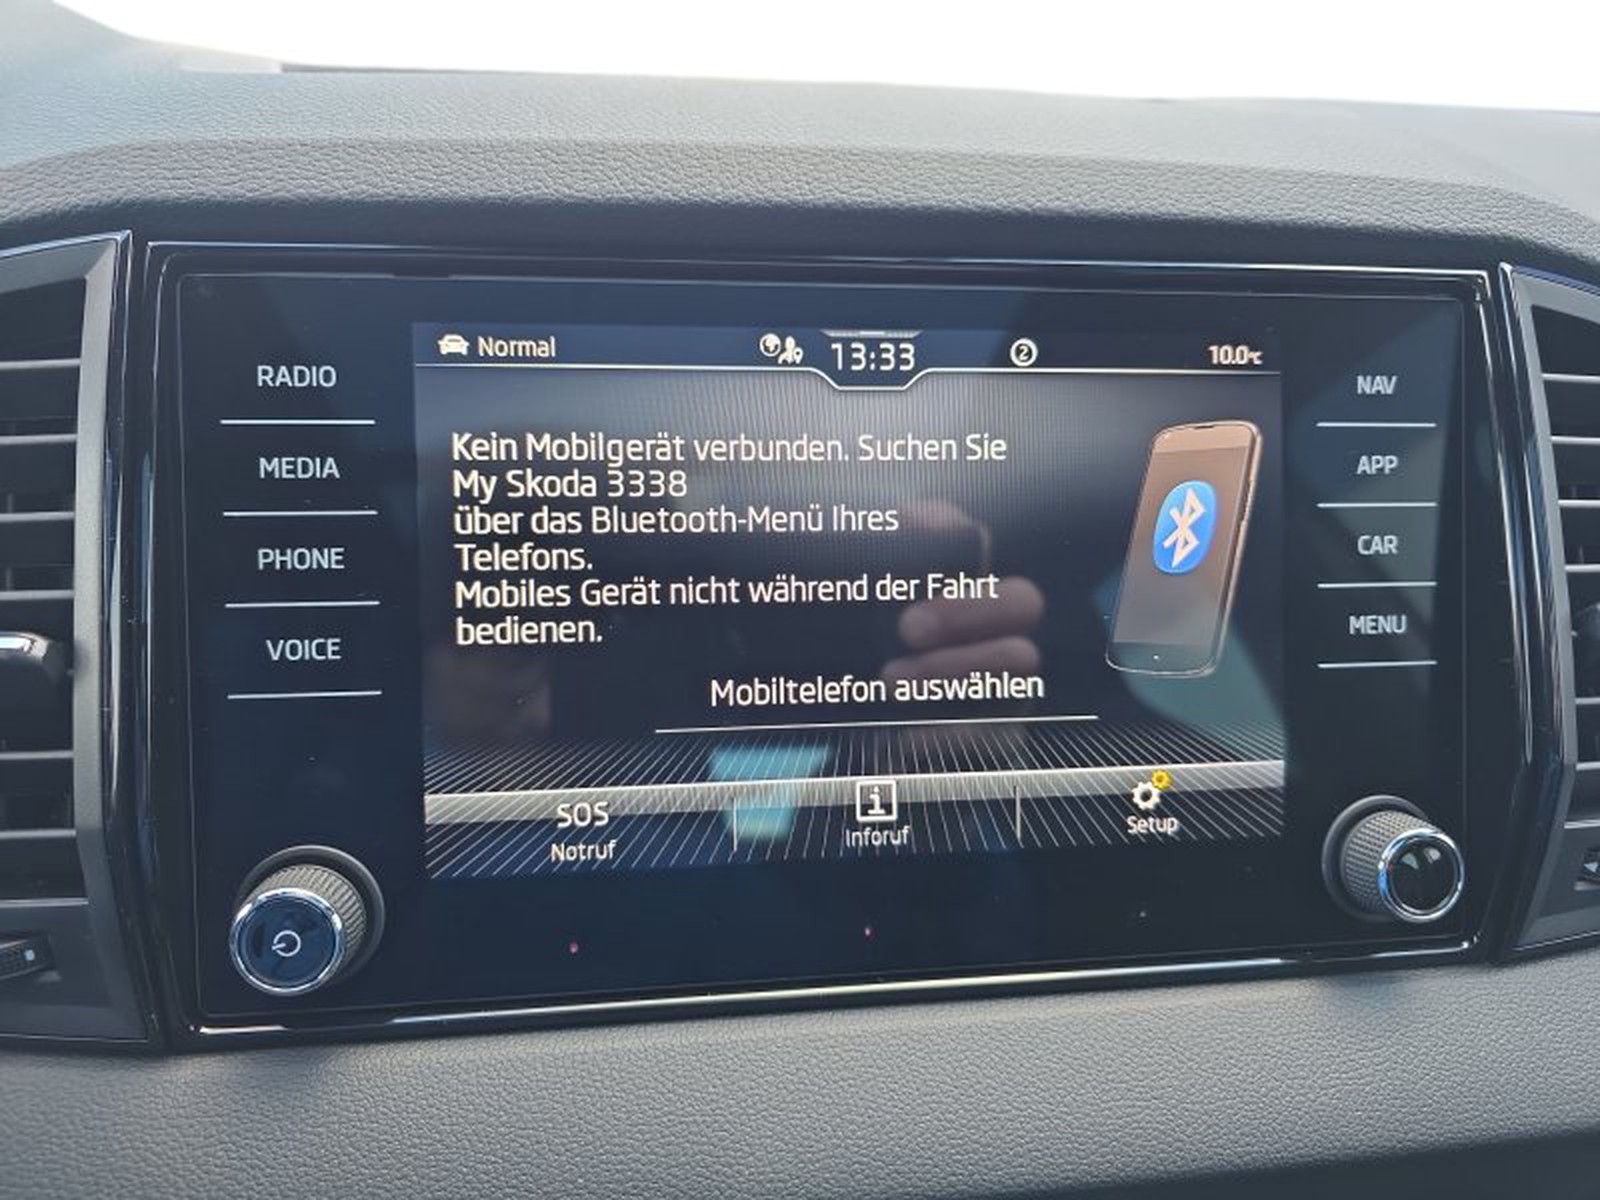 Normal
13:33
2
10.0°C
RADIO
MEDIA
PHONE
VOICE
Kein Mobilgerät verbunden. Suchen Sie
My Skoda 3338
über das Bluetooth-Menü Ihres
Telefons.
Mobiles Gerät nicht während der Fahrt
bedienen.
Mobiltelefon auswählen
SOS
Notruf
i
Inforuf
Setup
NAV
APP
CAR
MENU